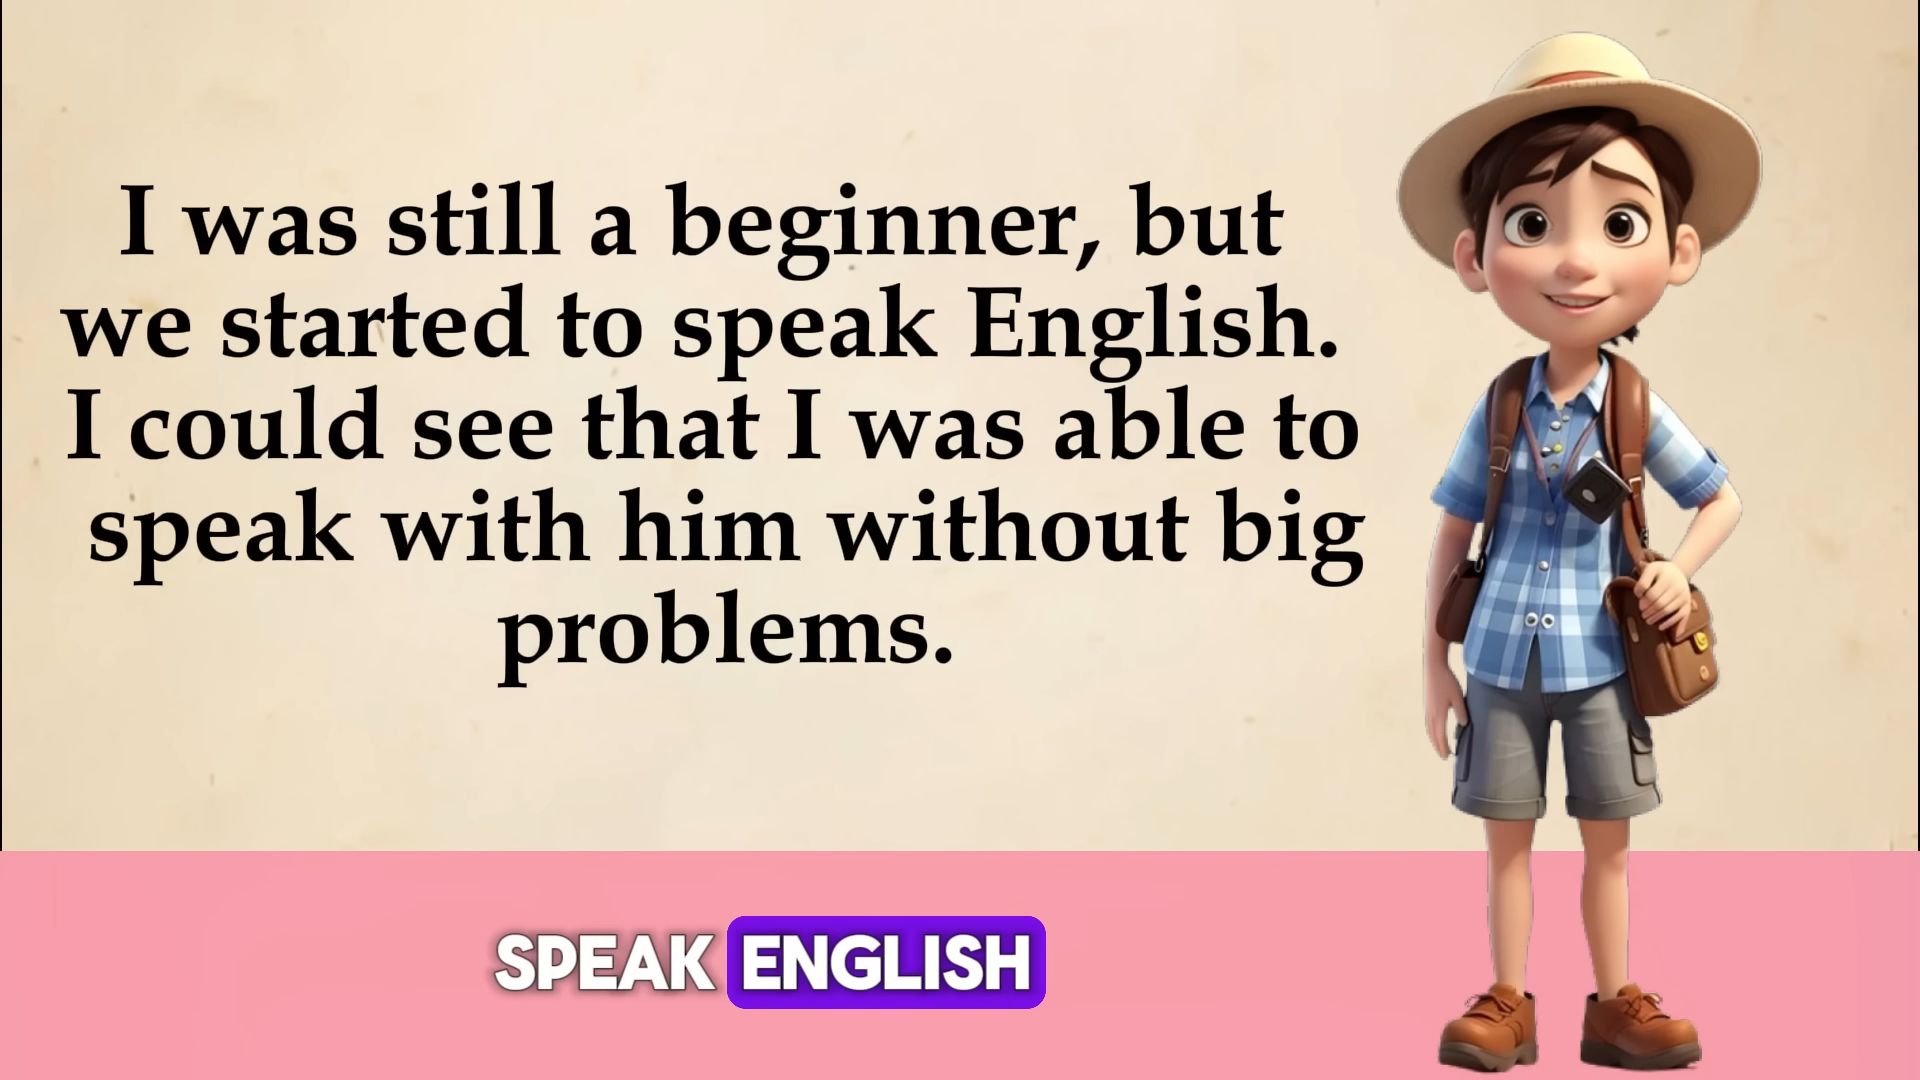 I was still a beginner, but
we started to speak English.
I could see that I was able to
speak with him without big
problems.
SPEAK ENGLISH